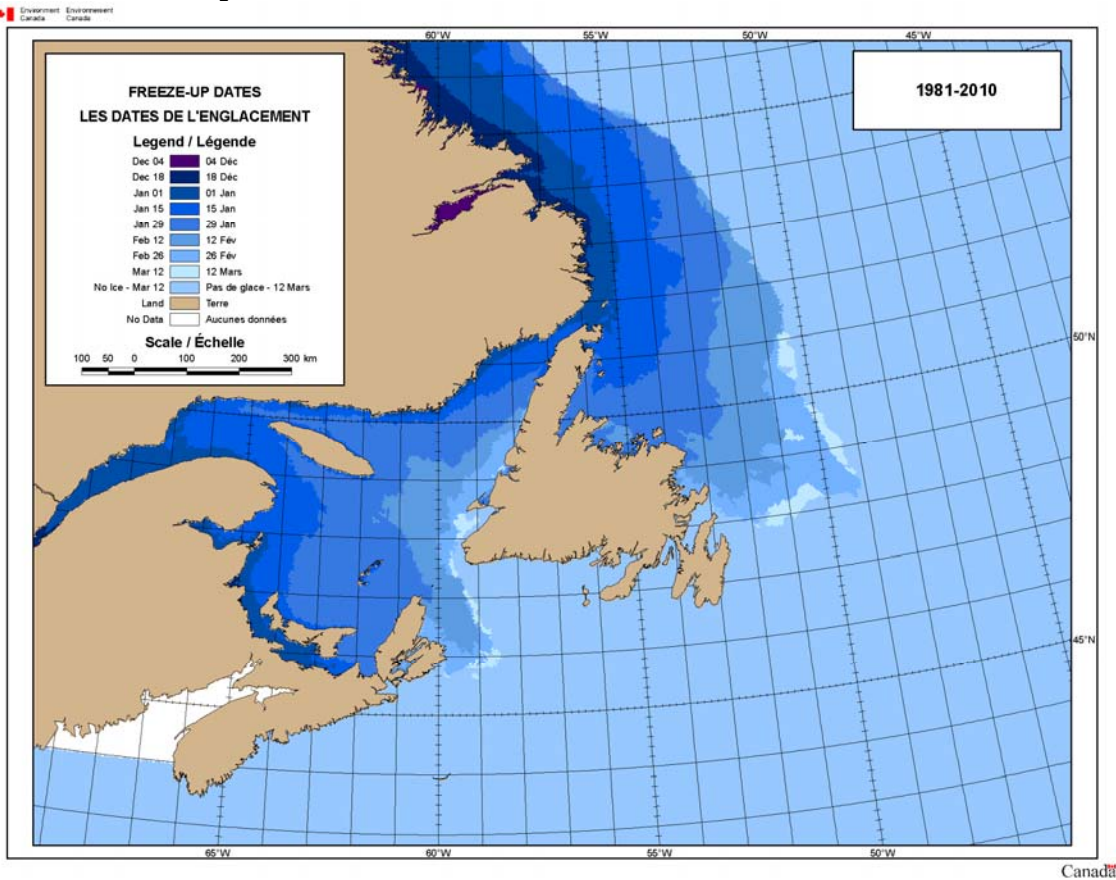 Environment Environnement
Canada Canada
60°W 55°W 50°W 45°W
FREEZE-UP DATES
LES DATES DE L'ENGLACEMENT
Legend / Légende
Dec 04 04 Déc
Dec 18 18 Déc
Jan 01 01 Jan
Jan 15 15 Jan
Jan 29 29 Jan
Feb 12 12 Fév
Feb 26 26 Fév
Mar 12 12 Mars
No Ice - Mar 12 Pas de glace - 12 Mars
Land Terre
No Data Aucunes données
Scale / Échelle
100 50 0 100 200 300 km
1981-2010
50°N
45°N
65°W 60°W 55°W 50°W
Canada